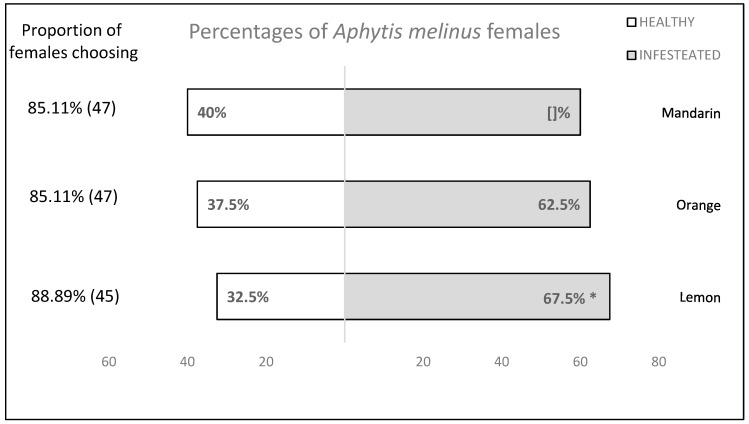 Proportion of
females choosing
Percentages of Aphytis melinus females
HEALTHY
INFESTEATED
85.11% (47)
40%
[]%
Mandarin
85.11% (47)
37.5%
62.5%
Orange
88.89% (45)
32.5%
67.5% *
Lemon
60 40 20 20 60 80